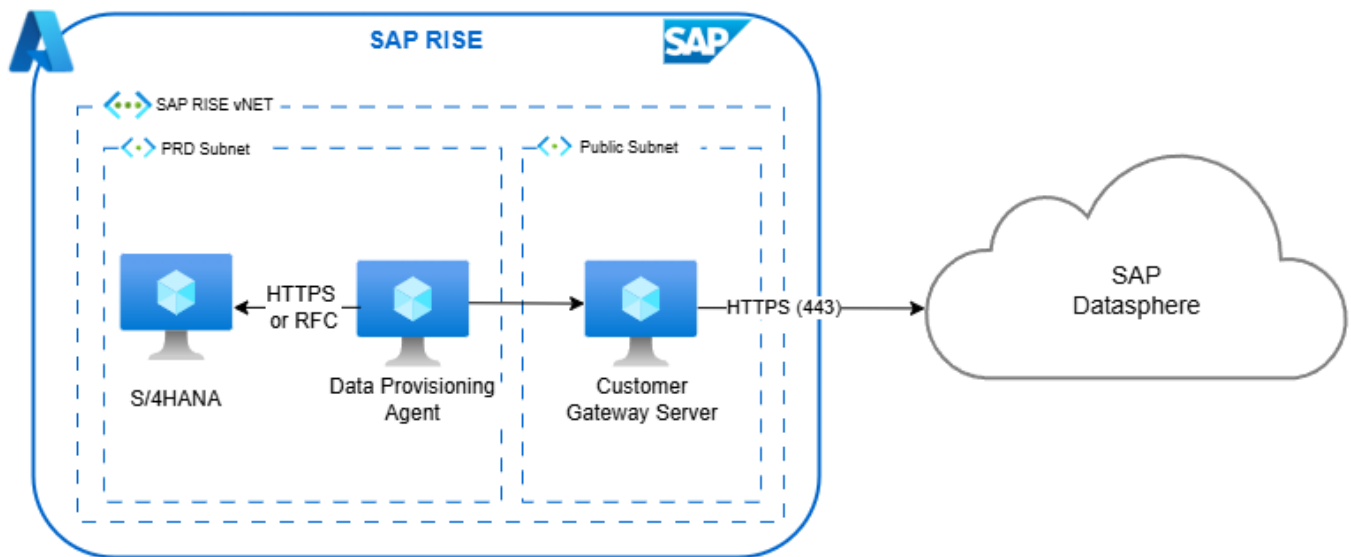 SAP RISE
SAP
SAP RISE vNET
PRD Subnet
Public Subnet
HTTPS
or RFC
HTTPS (443)
SAP
Datasphere
S/4HANA
Data Provisioning
Agent
Customer
Gateway Server